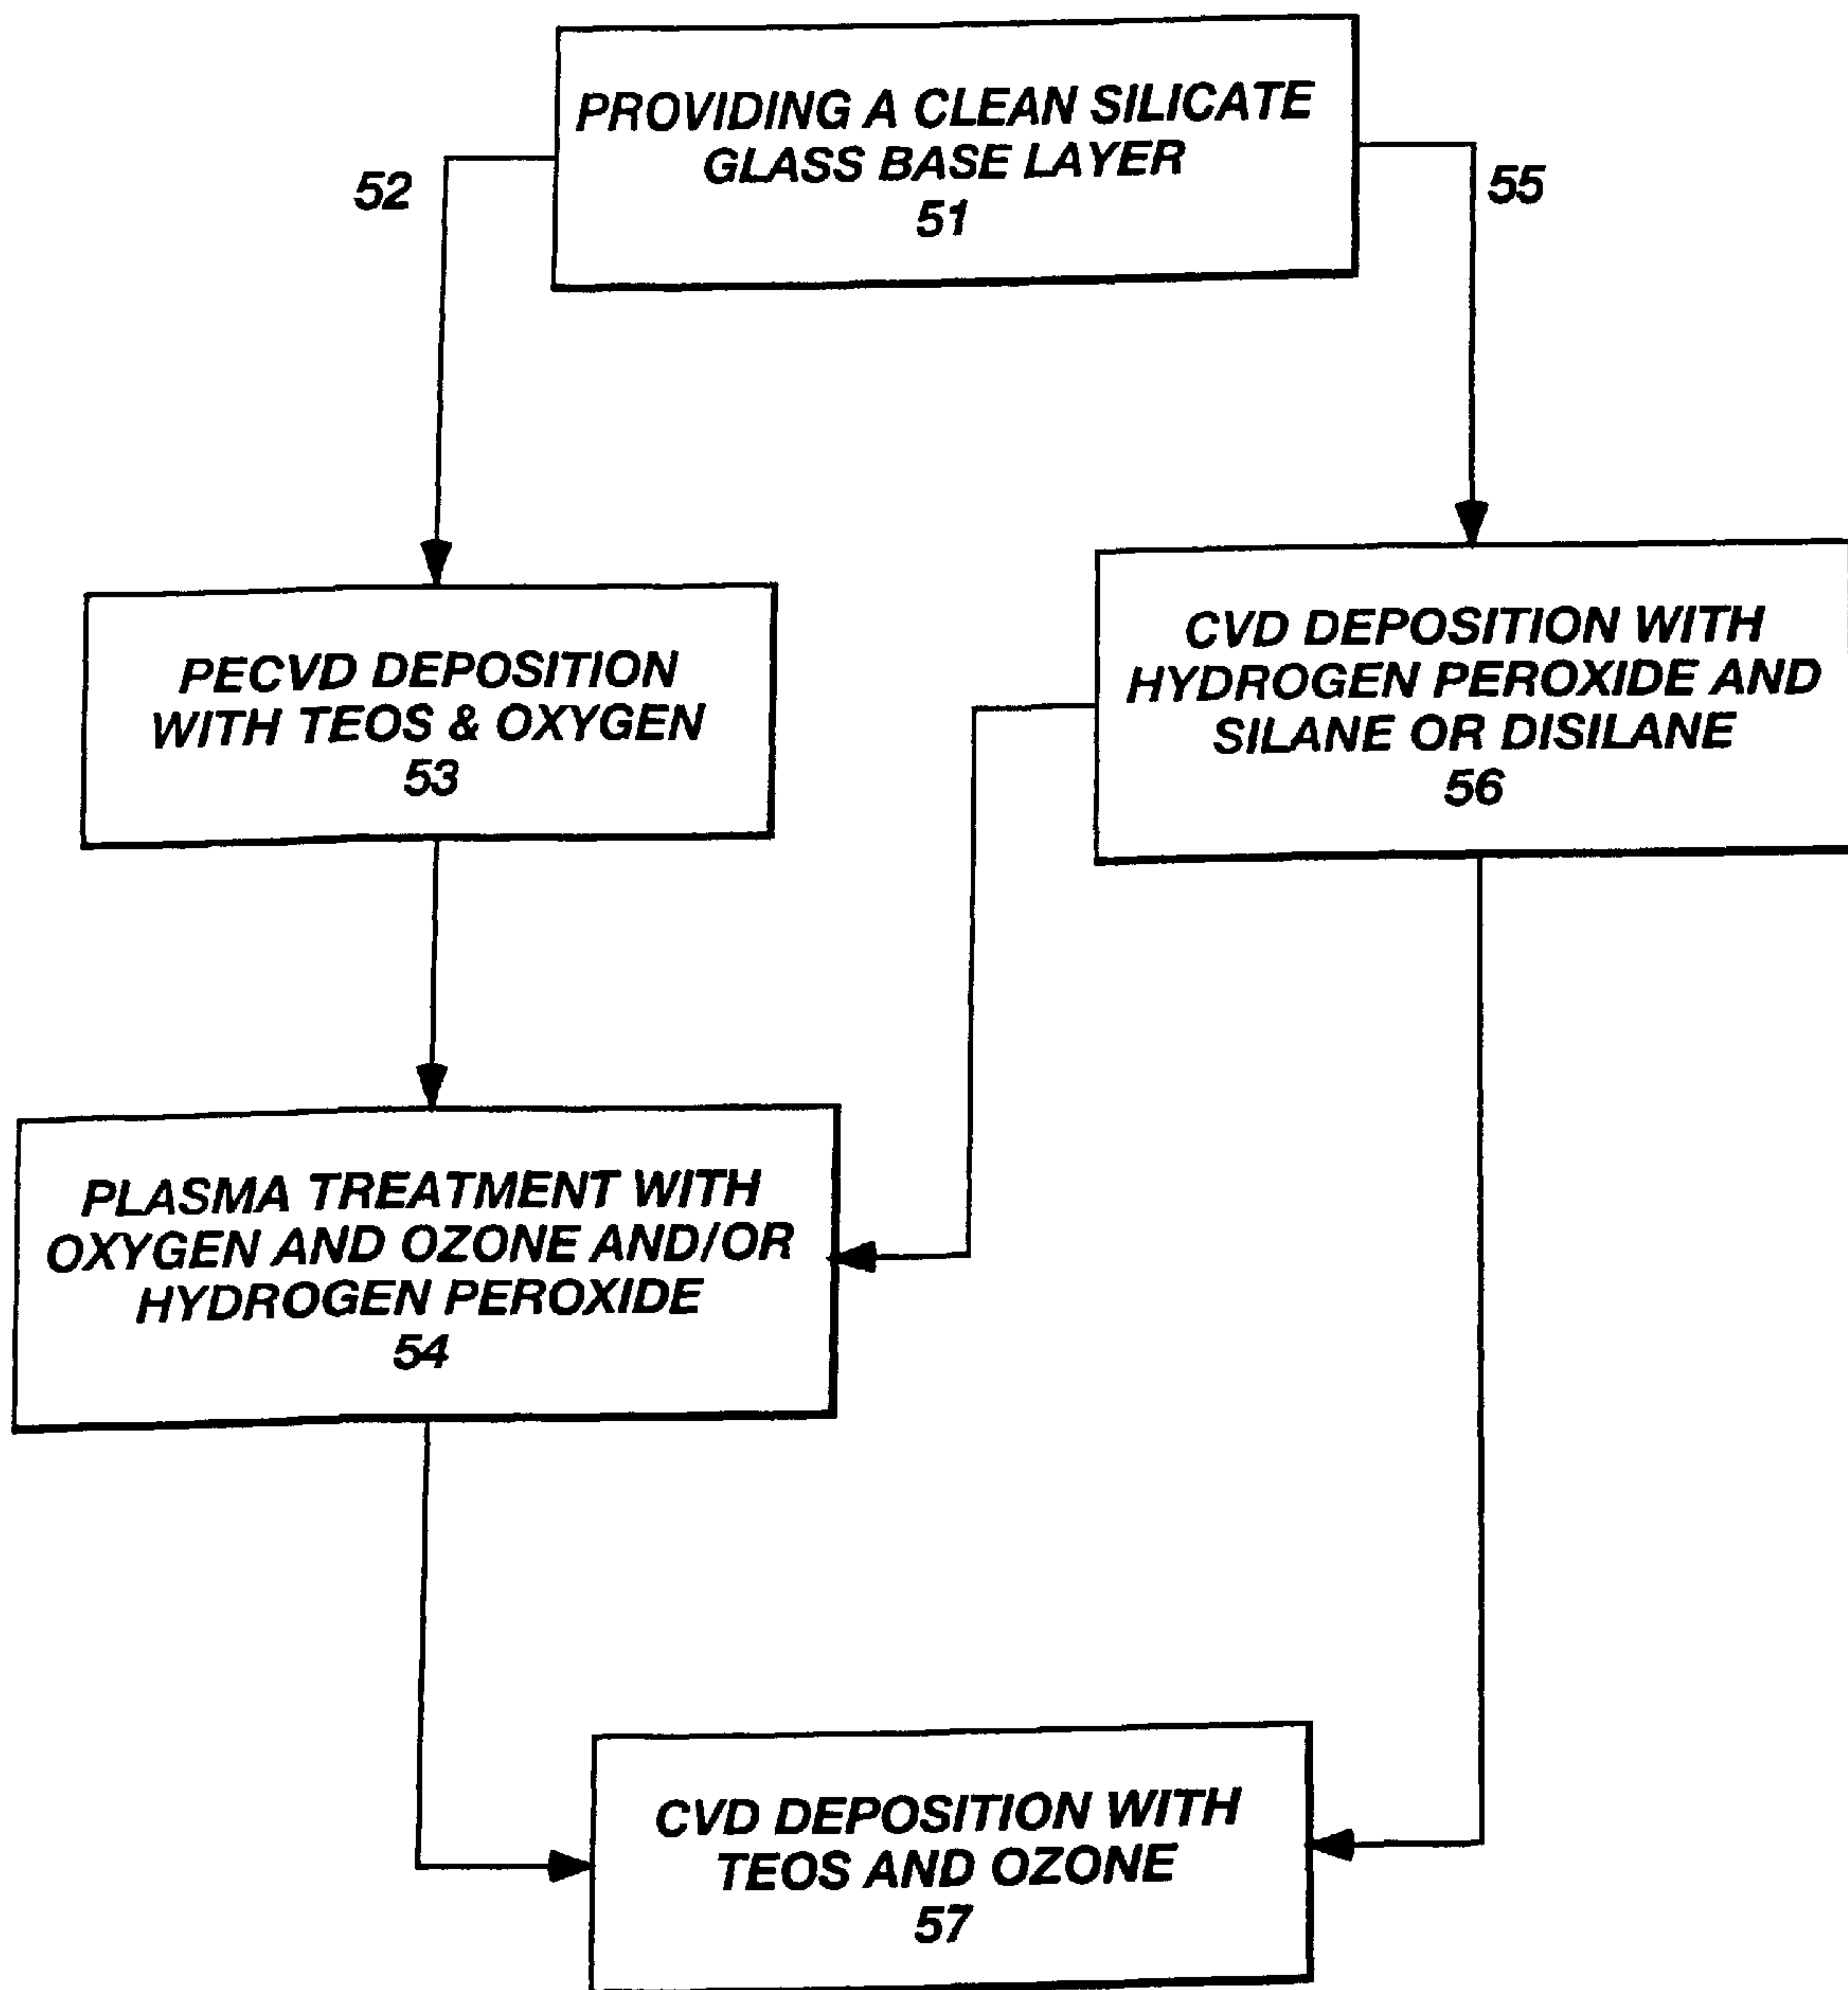 PROVIDING A CLEAN SILICATE
GLASS BASE LAYER
51
52
55
PECVD DEPOSITION
WITH TEOS & OXYGEN
53
CVD DEPOSITION WITH
HYDROGEN PEROXIDE AND
SILANE OR DISILANE
56
PLASMA TREATMENT WITH
OXYGEN AND OZONE AND/OR
HYDROGEN PEROXIDE
54
CVD DEPOSITION WITH
TEOS AND OZONE
57